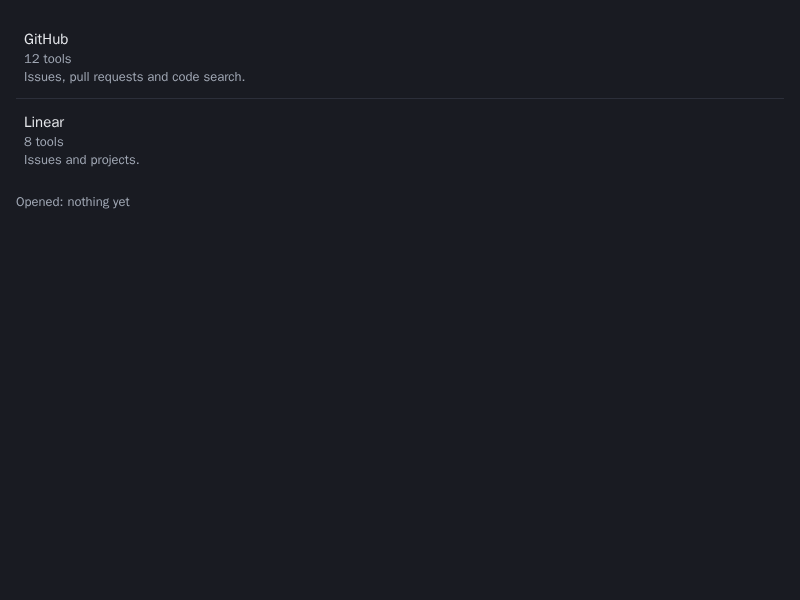 GitHub
12 tools
Issues, pull requests and code search.
Linear
8 tools
Issues and projects.
Opened: nothing yet